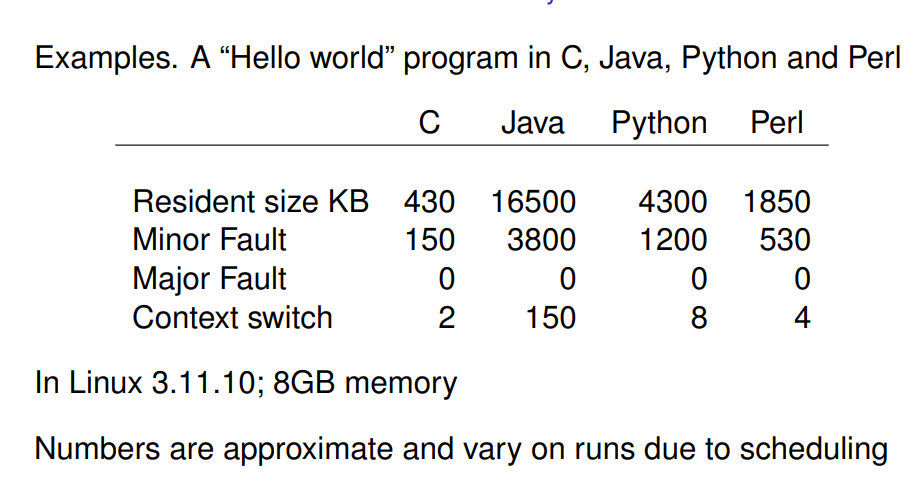 Examples. A “Hello world” program in C, Java, Python and Perl
C Java Python Perl
Resident size KB 430 16500 4300 1850
Minor Fault 150 3800 1200 530
Major Fault 0 0 0 0
Context switch 2 150 8 4
In Linux 3.11.10; 8GB memory
Numbers are approximate and vary on runs due to scheduling